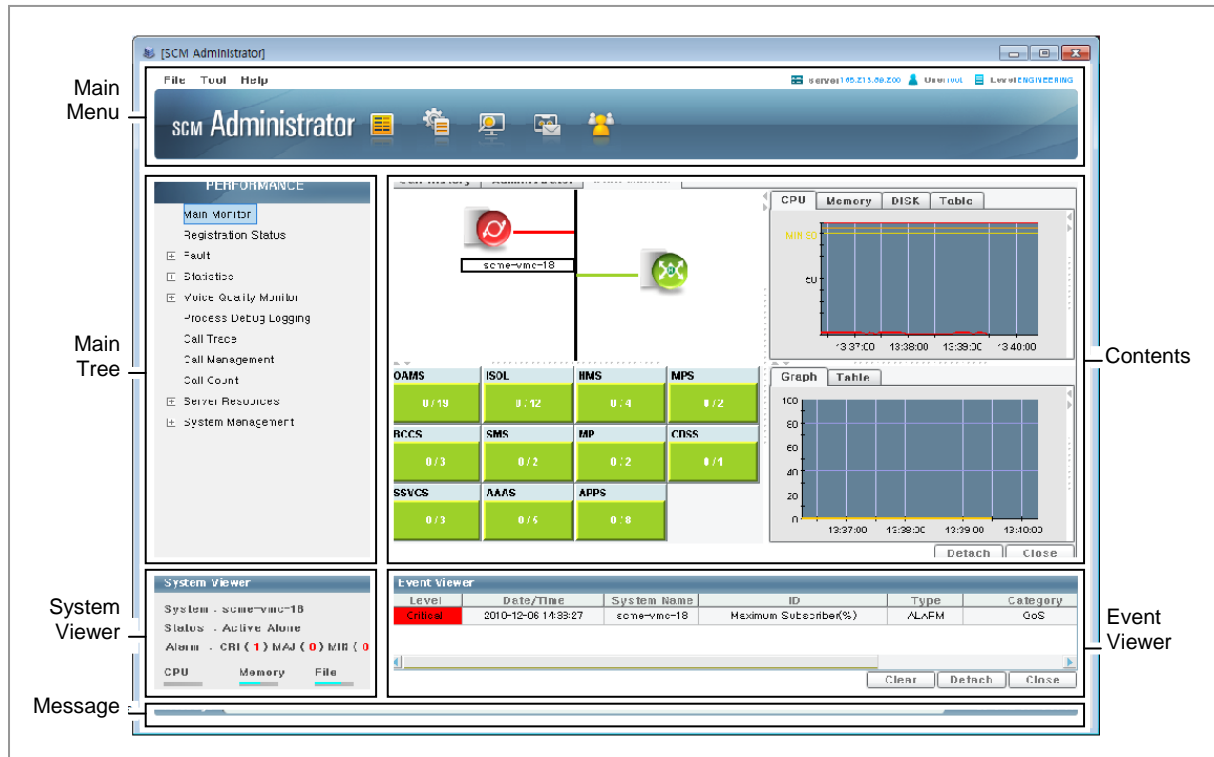 [SCM Administrator]
Main
Menu
File Tool Help
Server User Level ENGINEERING
SCM Administrator
Main
Tree
PERFORMANCE
Main Monitor
Registration Status
Fault
Statistics
Voice Quality Monitor
Process Debug Logging
Call Trace
Call Management
Call Count
Server Resources
System Management
Call History Administrator
scme-vmc-18
OAMS ISOL HMS MPS
0 / 19 0 / 12 0 / 4 0 / 2
BCCS SMS MP CDSS
0 / 3 0 / 2 0 / 2
SSVCS AAAS APPS
0 / 3 0 / 8
CPU Memory DISK Table
13:37:00 13:38:00 13:39:00 13:40:00
Graph Table
100
80
60
40
20
0
13:37:00 13:38:00 13:39:00 13:40:00
Detach Close
Contents
System
Viewer
System Viewer
System : scme-vmc-18
Status : Active Alone
Alarm : CRI ( 1 ) MAJ ( 0 ) MIN ( 0
CPU Memory File
Event Viewer
Level Date/Time System Name ID Type Category
Critical 2010-12-06 14:33:27 scme-vmc-18 Maximum Subscriber(%) ALARM QoS
Clear Detach Close
Event
Viewer
Message